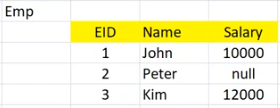 Emp
EID Name Salary
1 John 10000
2 Peter null
3 Kim 12000